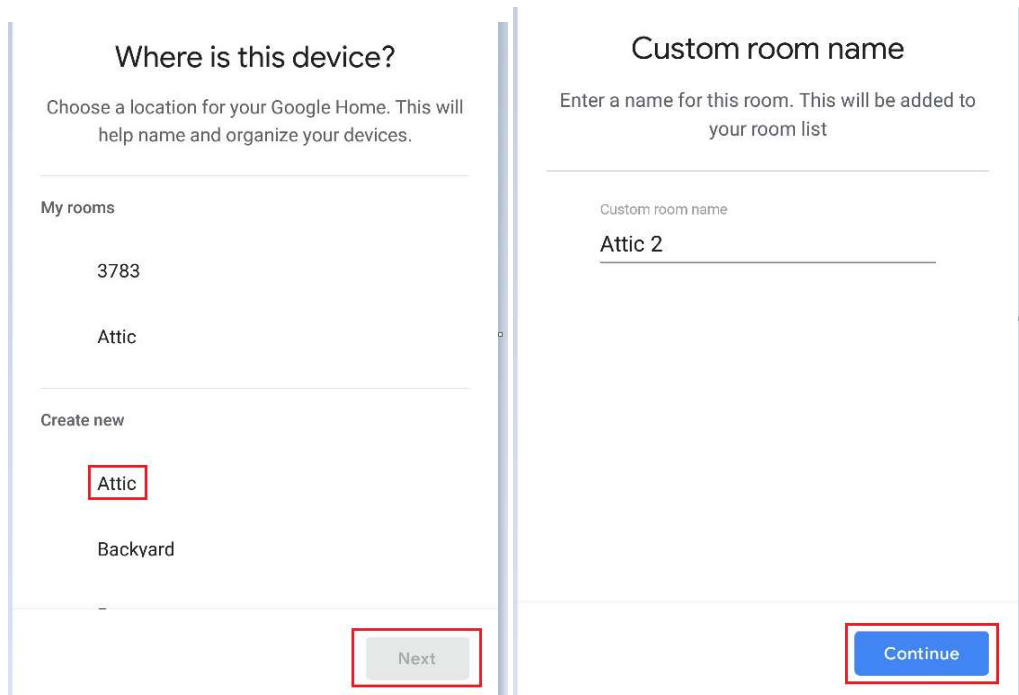 Where is this device?
Choose a location for your Google Home. This will
help name and organize your devices.
My rooms
3783
Attic
Create new
Attic
Backyard
Next
Custom room name
Enter a name for this room. This will be added to
your room list
Custom room name
Attic 2
Continue